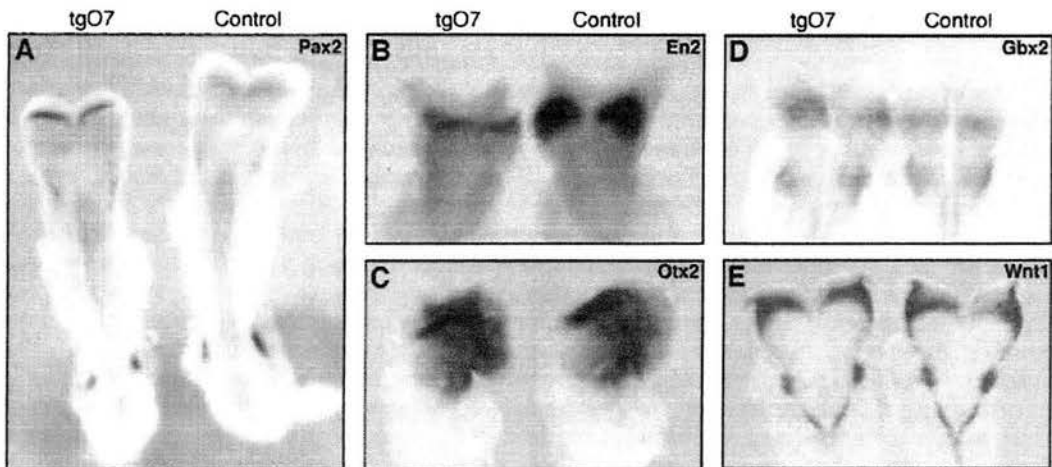 tgO7 Control tgO7 Control tgO7 Control
A Pax2
B En2
D Gbx2
C Otx2
E Wnt1